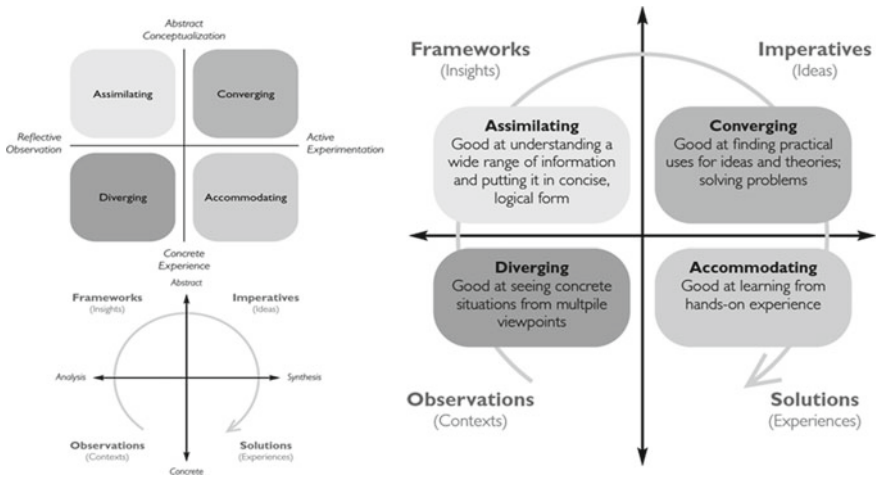 Abstract
Conceptualization
Assimilating
Converging
Reflective
Observation
Active
Experimentation
Diverging
Accommodating
Concrete
Experience
Abstract
Frameworks
(Insights)
Imperatives
(Ideas)
Analysis
Synthesis
Observations
(Contexts)
Solutions
(Experiences)
Concrete
Frameworks
(Insights)
Imperatives
(Ideas)
Assimilating
Good at understanding a
wide range of information
and putting it in concise,
logical form
Converging
Good at finding practical
uses for ideas and theories;
solving problems
Diverging
Good at seeing concrete
situations from multpile
viewpoints
Accommodating
Good at learning from
hands-on experience
Observations
(Contexts)
Solutions
(Experiences)